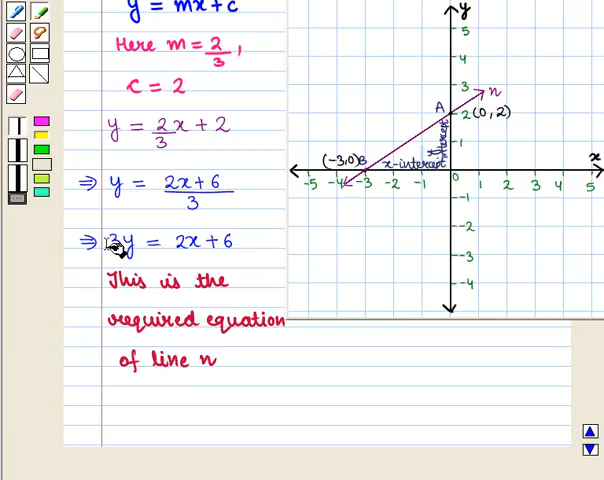 y = mx+c
Here m = 2/3,
c = 2
y = 2/3 x + 2
⇒ y = 2x+6/3
⇒ 3y = 2x+6
This is the
required equation
of line n
y
5
4
3
n
A
2 (0, 2)
1
y-intercept
(-3,0) B
x-intercept
x
-5 -4 -3 -2 -1 0 1 2 3 4 5
-1
-2
-3
-4